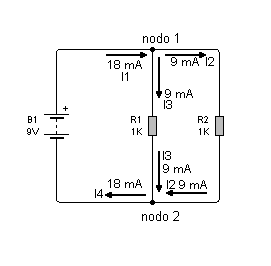 nodo 1
18 mA
9 mA I2
I1
9 mA
I3
+
B1
9V
R1
1K
R2
1K
I3
9 mA
18 mA
I2 9 mA
I4
nodo 2